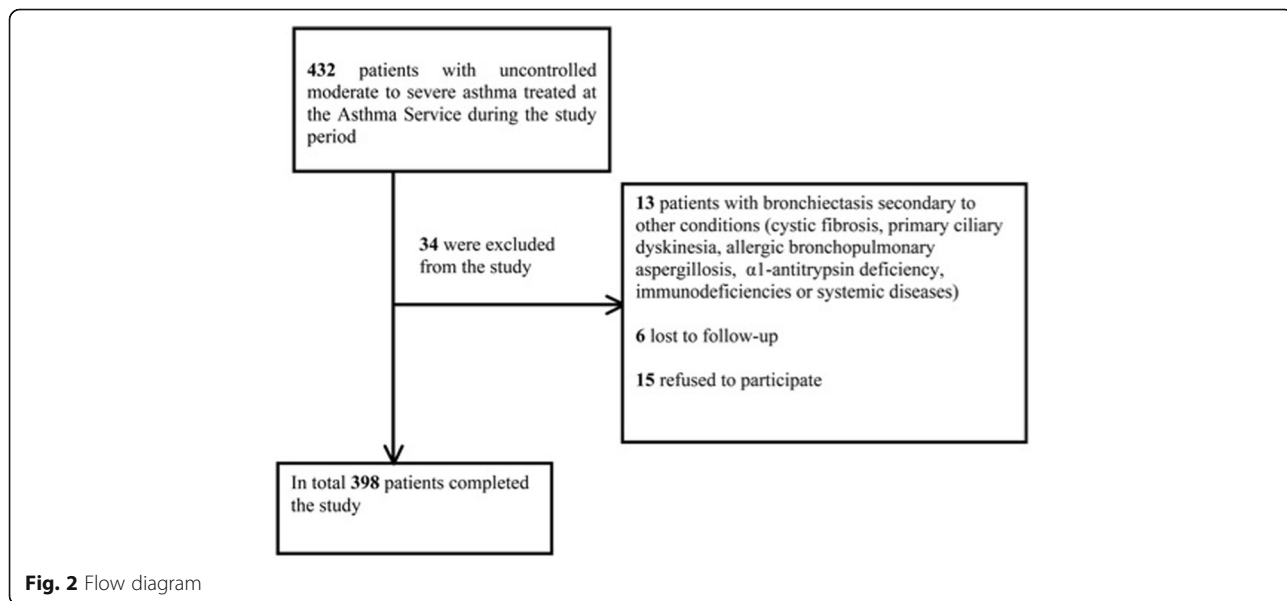 432 patients with uncontrolled
moderate to severe asthma treated at
the Asthma Service during the study
period
34 were excluded
from the study
13 patients with bronchiectasis secondary to
other conditions (cystic fibrosis, primary ciliary
dyskinesia, allergic bronchopulmonary
aspergillosis, α1-antitrypsin deficiency,
immunodeficiencies or systemic diseases)
6 lost to follow-up
15 refused to participate
In total 398 patients completed
the study
Fig. 2 Flow diagram